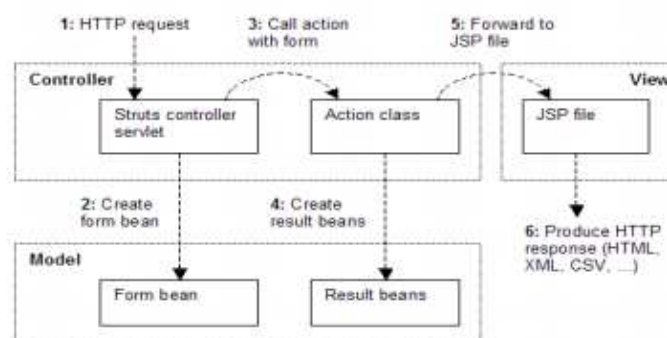 1: HTTP request
3: Call action
with form
5: Forward to
JSP file
Controller
View
Struts controller
servlet
Action class
JSP file
2: Create
form bean
4: Create
result beans
6: Produce HTTP
response (HTML,
XML, CSV, ...)
Model
Form bean
Result beans